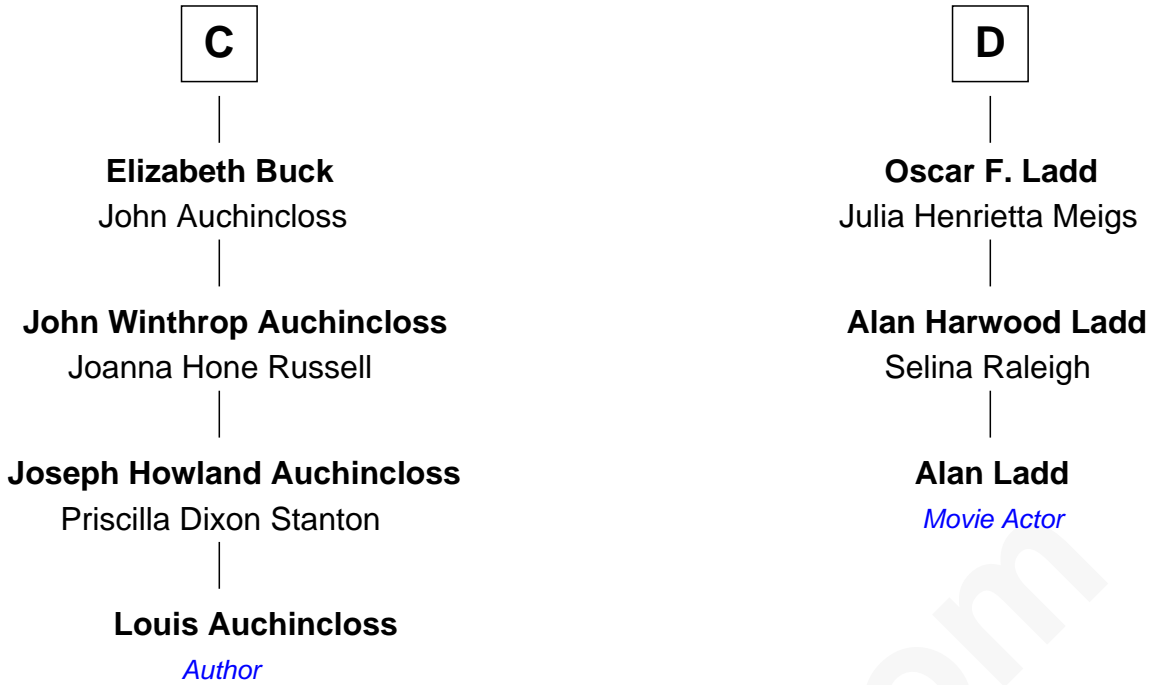 C
Elizabeth Buck
John Auchincloss
John Winthrop Auchincloss
Joanna Hone Russell
Joseph Howland Auchincloss
Priscilla Dixon Stanton
Louis Auchincloss
Author
D
Oscar F. Ladd
Julia Henrietta Meigs
Alan Harwood Ladd
Selina Raleigh
Alan Ladd
Movie Actor
om